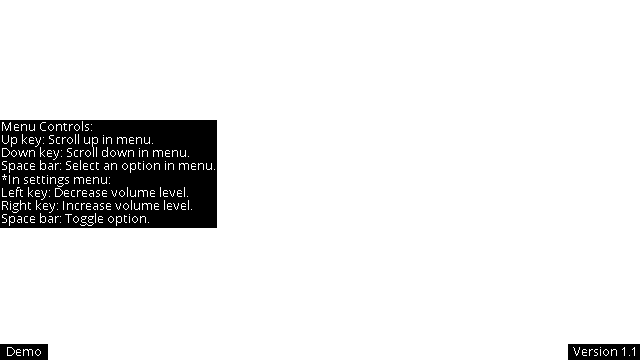 Menu Controls:
Up key: Scroll up in menu.
Down key: Scroll down in menu.
Space bar: Select an option in menu.
*In settings menu:
Left key: Decrease volume level.
Right key: Increase volume level.
Space bar: Toggle option.
Demo
Version 1.1